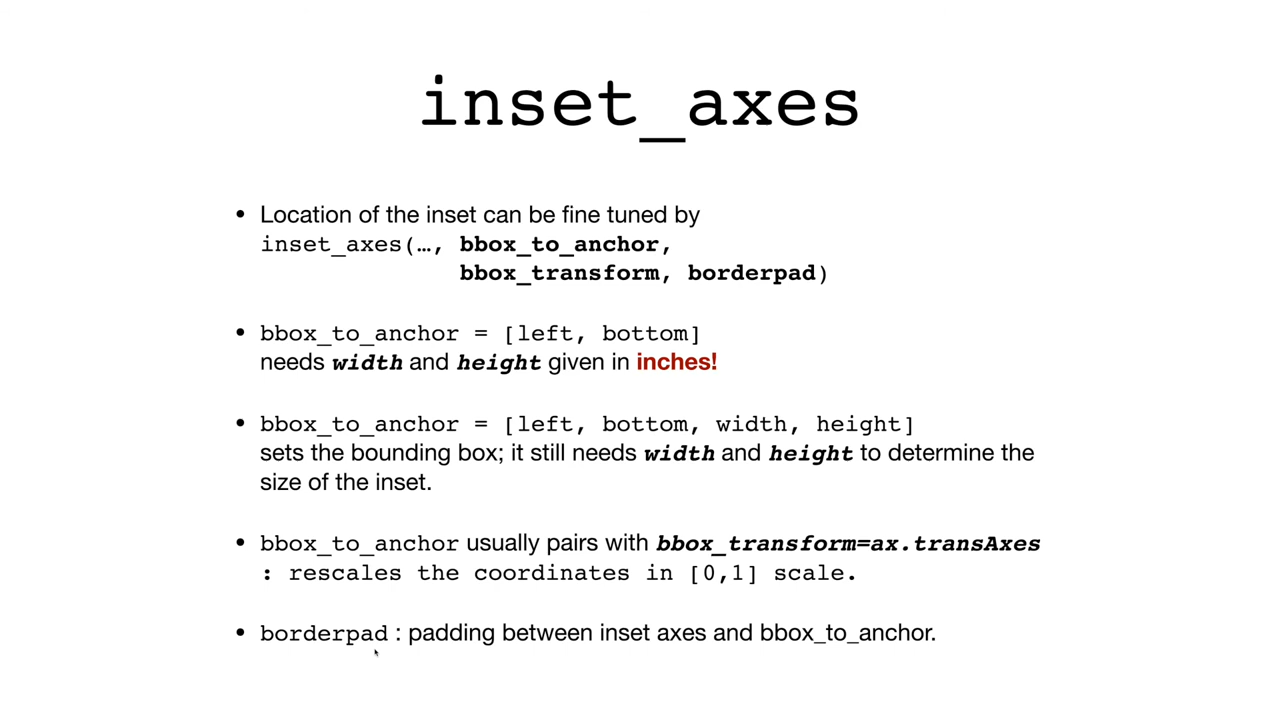 inset_axes
• Location of the inset can be fine tuned by
inset_axes(…, bbox_to_anchor,
bbox_transform, borderpad)
• bbox_to_anchor = [left, bottom]
needs width and height given in inches!
• bbox_to_anchor = [left, bottom, width, height]
sets the bounding box; it still needs width and height to determine the
size of the inset.
• bbox_to_anchor usually pairs with bbox_transform=ax.transAxes
: rescales the coordinates in [0,1] scale.
• borderpad : padding between inset axes and bbox_to_anchor.